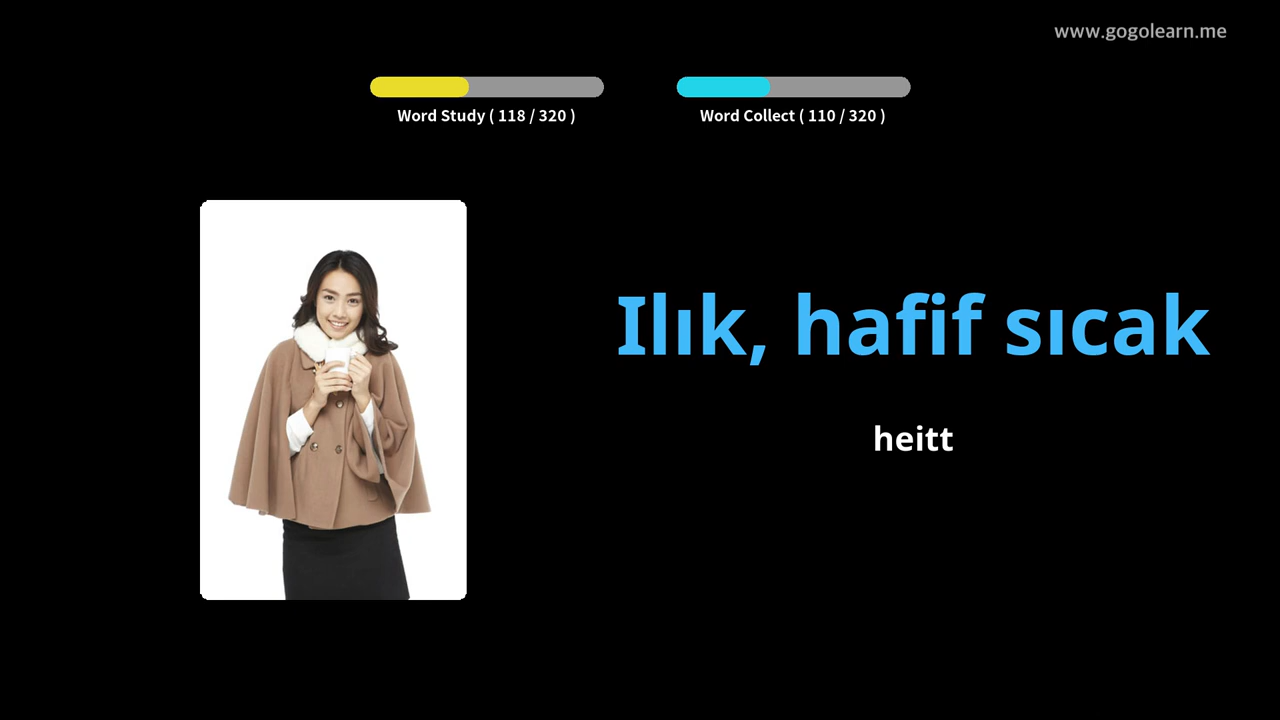 www.gogolearn.me
Word Study ( 118 / 320 )
Word Collect ( 110 / 320 )
Ilık, hafif sıcak
heitt